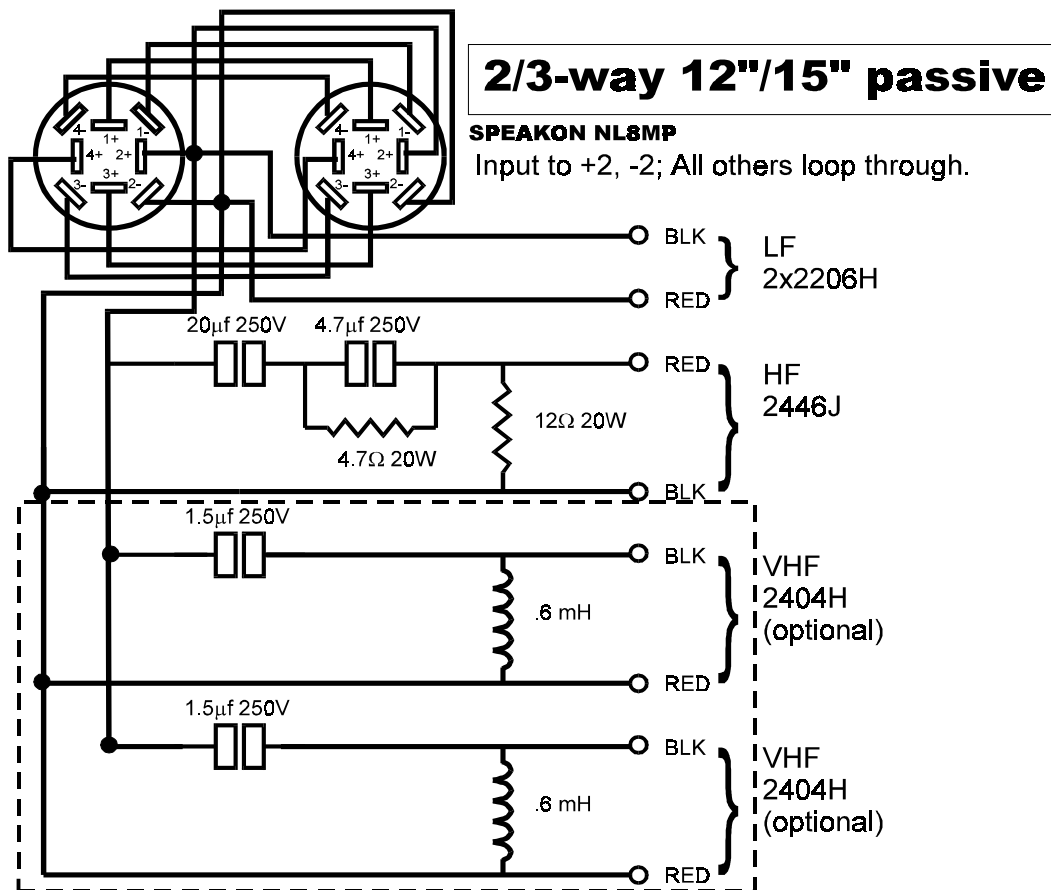 2/3-way 12"/15" passive
SPEAKON NL8MP
Input to +2, -2; All others loop through.
4- 1+ 1-
4+ 2+
3+
3- 2-
4- 1+ 1-
4+ 2+
3+
3- 2-
BLK
LF
2x2206H
RED
20µf 250V
4.7µf 250V
RED
HF
2446J
12Ω 20W
4.7Ω 20W
BLK
1.5µf 250V
BLK
VHF
2404H
(optional)
.6 mH
RED
1.5µf 250V
BLK
VHF
2404H
(optional)
.6 mH
RED